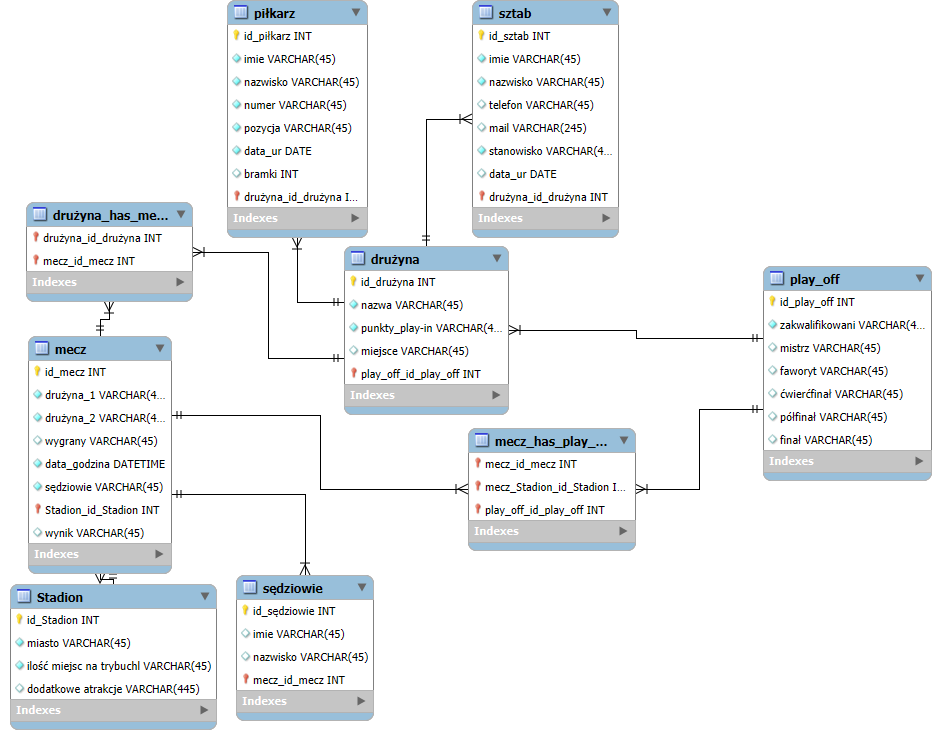 piłkarz
id_piłkarz INT
imie VARCHAR(45)
nazwisko VARCHAR(45)
numer VARCHAR(45)
pozycja VARCHAR(45)
data_ur DATE
bramki INT
drużyna_id_drużyna I...
Indexes
sztab
id_sztab INT
imie VARCHAR(45)
nazwisko VARCHAR(45)
telefon VARCHAR(45)
mail VARCHAR(245)
stanowisko VARCHAR(4...
data_ur DATE
drużyna_id_drużyna INT
Indexes
drużyna_has_me...
drużyna_id_drużyna INT
mecz_id_mecz INT
Indexes
drużyna
id_drużyna INT
nazwa VARCHAR(45)
punkty_play-in VARCHAR(4...
miejsce VARCHAR(45)
play_off_id_play_off INT
Indexes
play_off
id_play_off INT
zakwalifikowani VARCHAR(4...
mistrz VARCHAR(45)
faworyt VARCHAR(45)
ćwierćfinał VARCHAR(45)
półfinał VARCHAR(45)
finał VARCHAR(45)
Indexes
mecz
id_mecz INT
drużyna_1 VARCHAR(4...
drużyna_2 VARCHAR(4...
wygrany VARCHAR(45)
data_godzina DATETIME
sędziowie VARCHAR(45)
Stadion_id_Stadion INT
wynik VARCHAR(45)
Indexes
mecz_has_play_...
mecz_id_mecz INT
mecz_Stadion_id_Stadion I...
play_off_id_play_off INT
Indexes
Stadion
id_Stadion INT
miasto VARCHAR(45)
ilość miejsc na trybuchl VARCHAR(45)
dodatkowe atrakcje VARCHAR(445)
Indexes
sędziowie
id_sędziowie INT
imie VARCHAR(45)
nazwisko VARCHAR(45)
mecz_id_mecz INT
Indexes